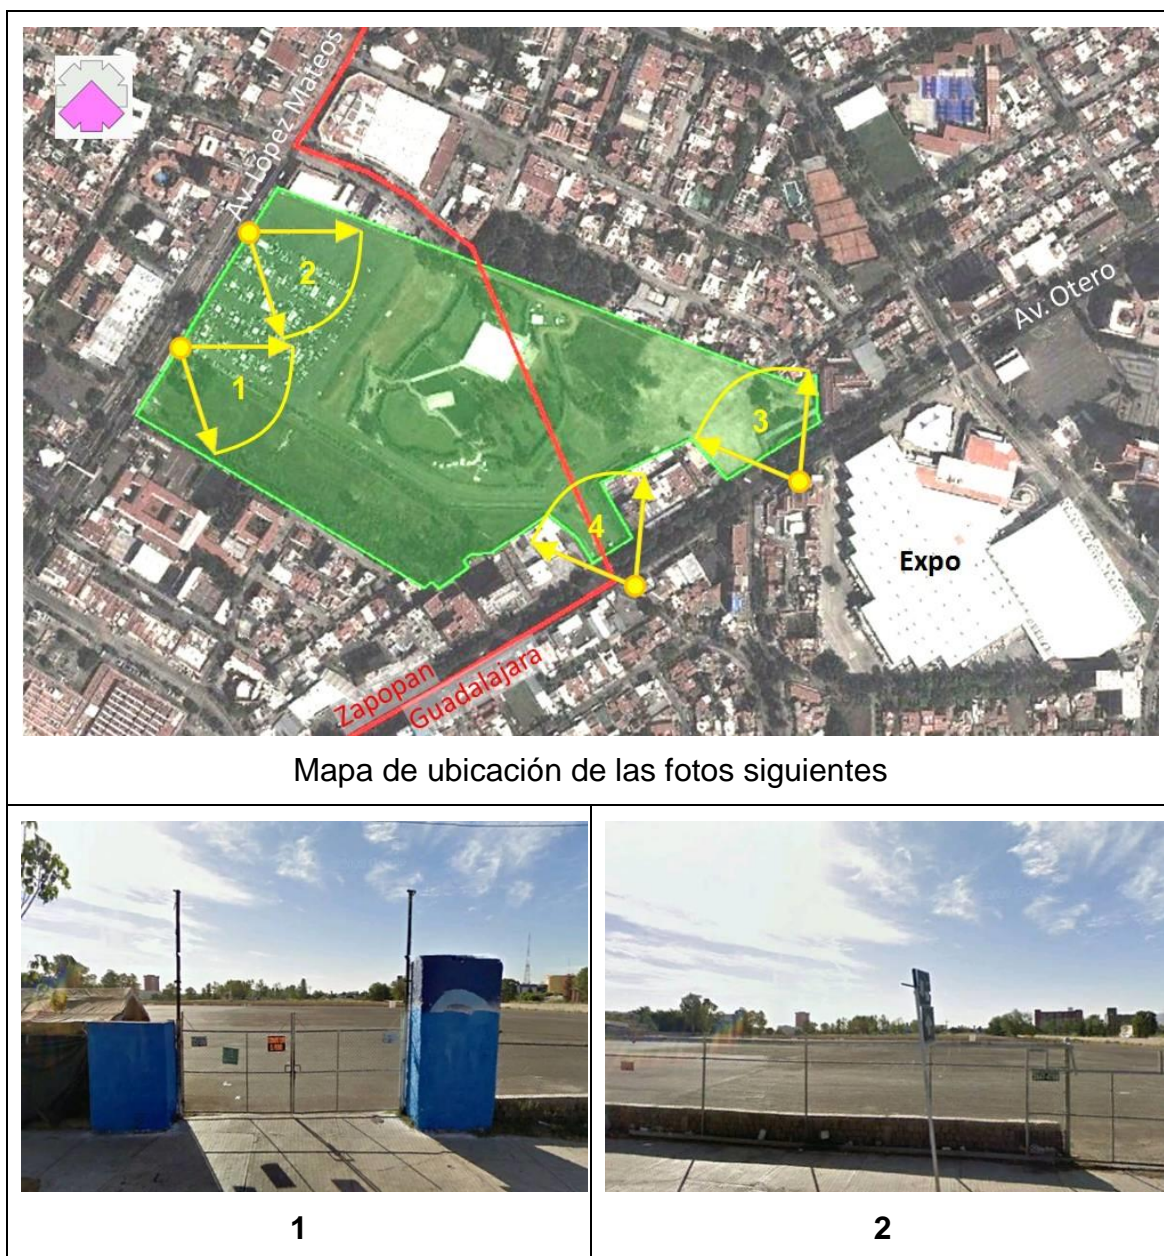 Av. López Mateos
2
1
Av. Otero
3
4
Expo
Zapopan
Guadalajara
Mapa de ubicación de las fotos siguientes
1
2